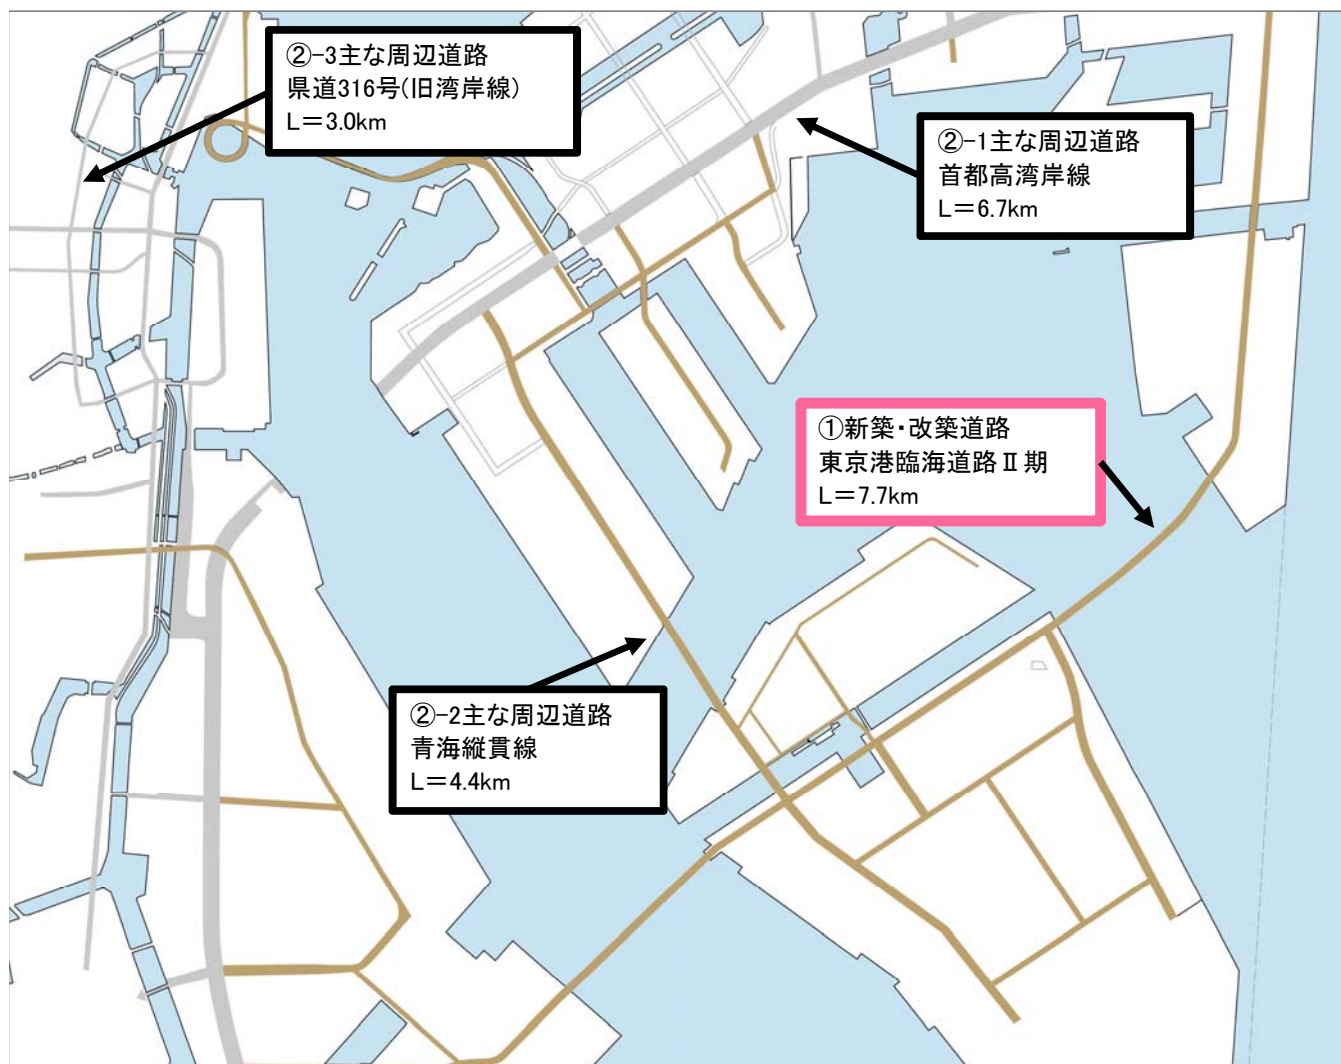 ②-3主な周辺道路
県道316号(旧湾岸線)
L＝3.0km
②-1主な周辺道路
首都高湾岸線
L＝6.7km
①新築・改築道路
東京港臨海道路Ⅱ期
L＝7.7km
②-2主な周辺道路
青海縦貫線
L＝4.4km